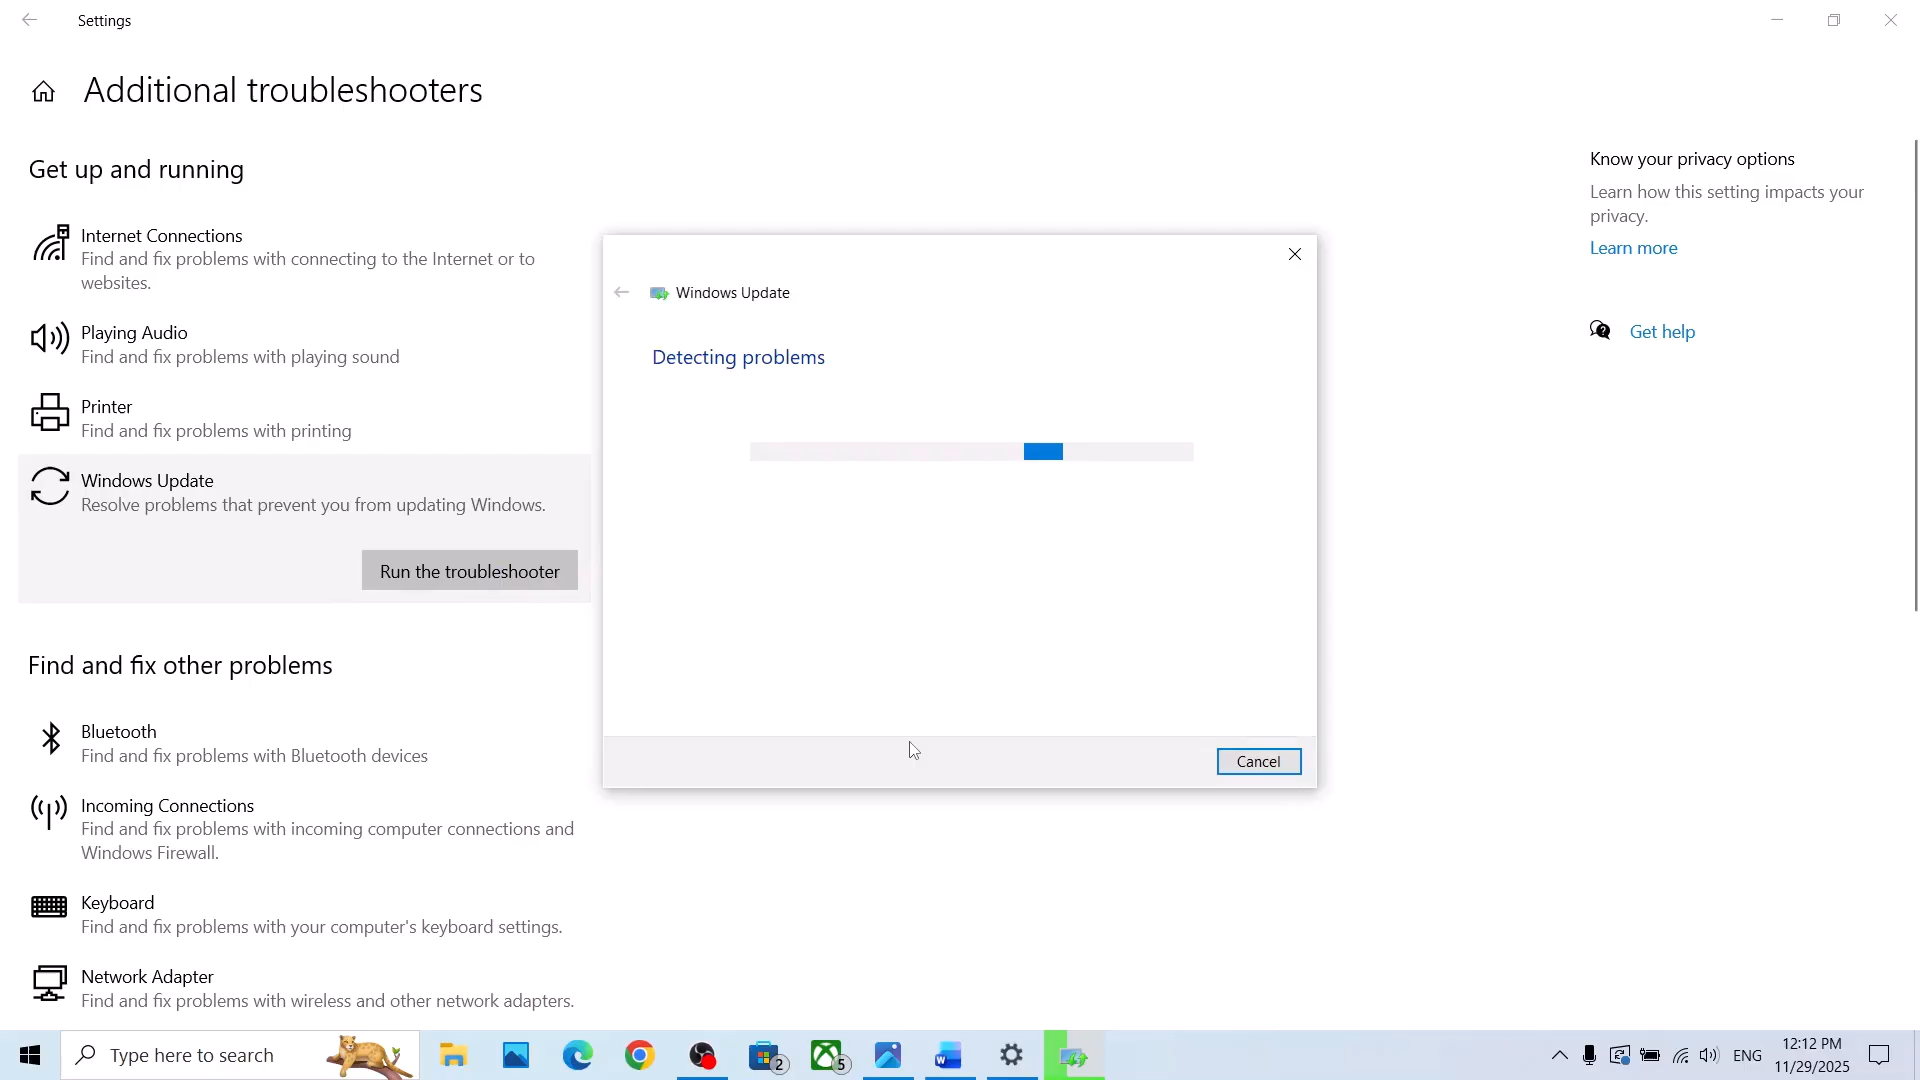 Settings
Additional troubleshooters
Get up and running
Internet Connections
Find and fix problems with connecting to the Internet or to
websites.
Playing Audio
Find and fix problems with playing sound
Printer
Find and fix problems with printing
Windows Update
Resolve problems that prevent you from updating Windows.
Run the troubleshooter
Find and fix other problems
Bluetooth
Find and fix problems with Bluetooth devices
Incoming Connections
Find and fix problems with incoming computer connections and
Windows Firewall.
Keyboard
Find and fix problems with your computer's keyboard settings.
Network Adapter
Find and fix problems with wireless and other network adapters.
Windows Update
Detecting problems
Cancel
Know your privacy options
Learn how this setting impacts your
privacy.
Learn more
Get help
Type here to search
2
5
W
ENG
12:12 PM
11/29/2025